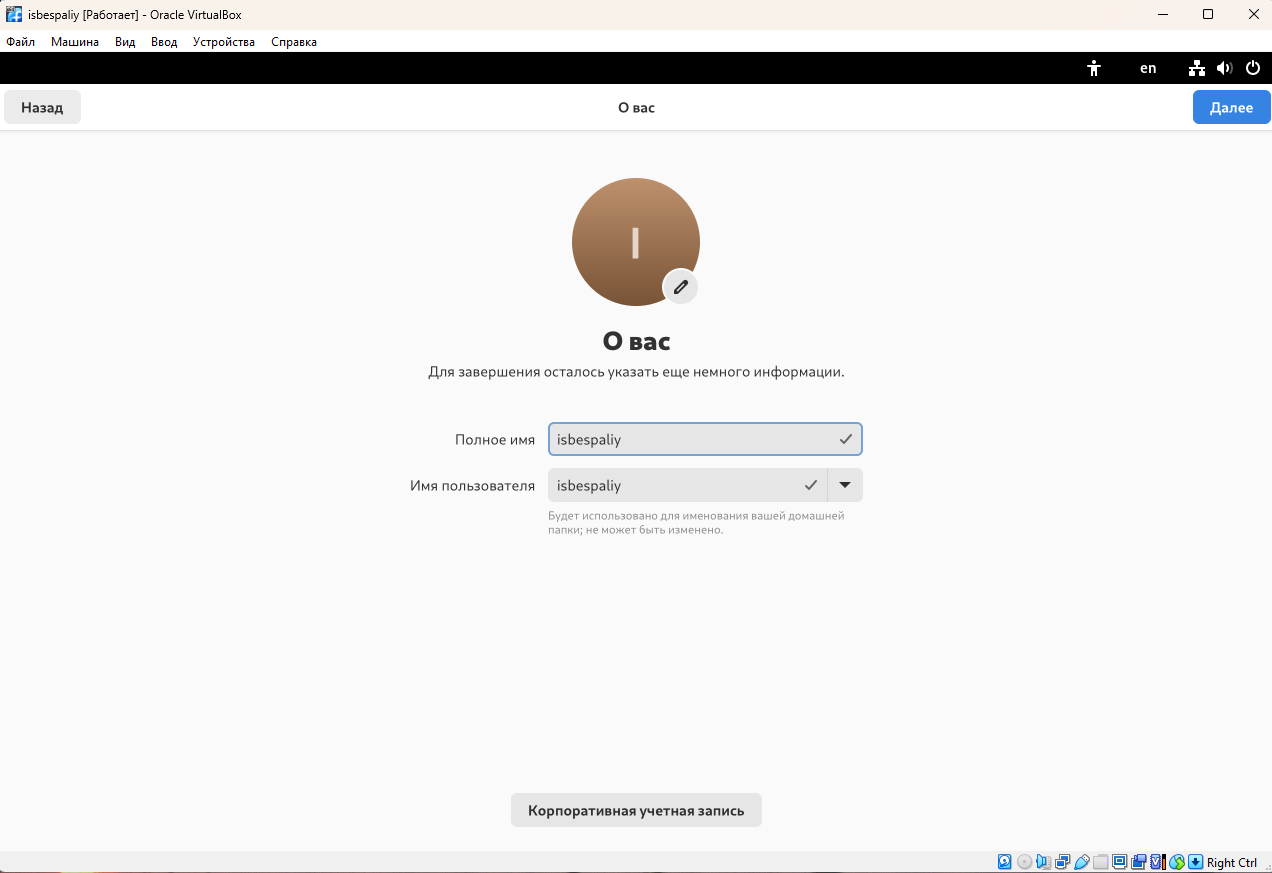 isbespaliy [Работает] - Oracle VirtualBox
Файл Машина Вид Ввод Устройства Справка
en
Назад О вас Далее
I
О вас
Для завершения осталось указать еще немного информации.
Полное имя isbespaliy
Имя пользователя isbespaliy
Будет использовано для именования вашей домашней
папки; не может быть изменено.
Корпоративная учетная запись
Right Ctrl